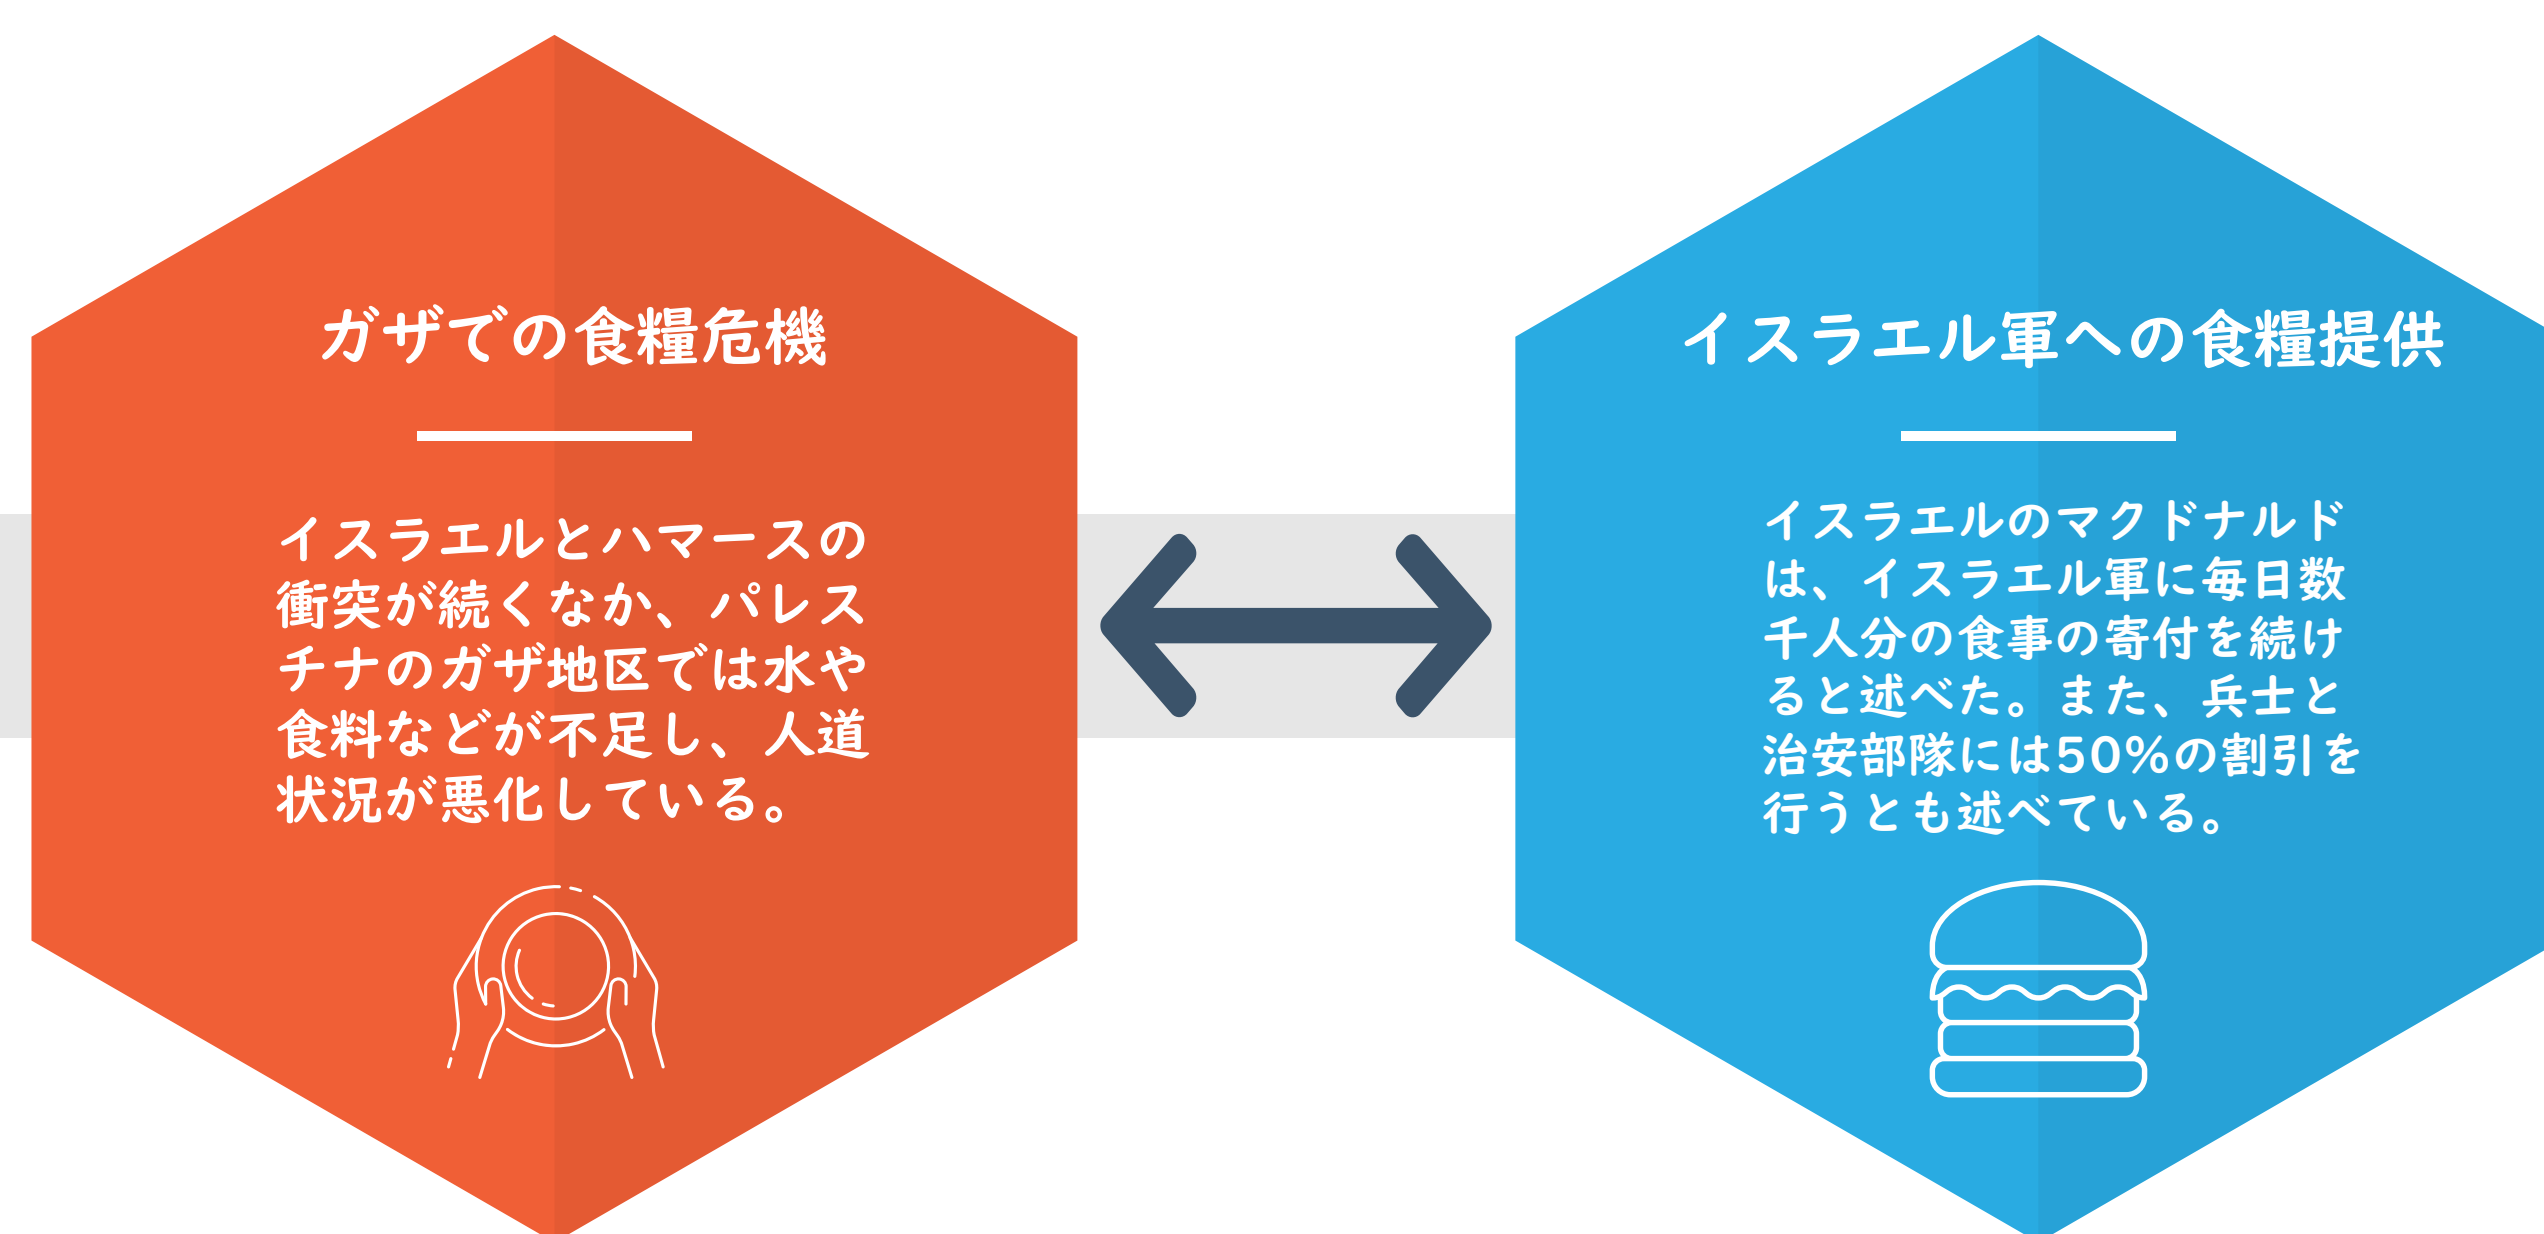 ガザでの食糧危機
イスラエルとハマースの
衝突が続くなか、パレス
チナのガザ地区では水や
食料などが不足し、人道
状況が悪化している。
イスラエル軍への食糧提供
イスラエルのマクドナルド
は、イスラエル軍に毎日数
千人分の食事の寄付を続け
ると述べた。また、兵士と
治安部隊には50%の割引を
行うとも述べている。